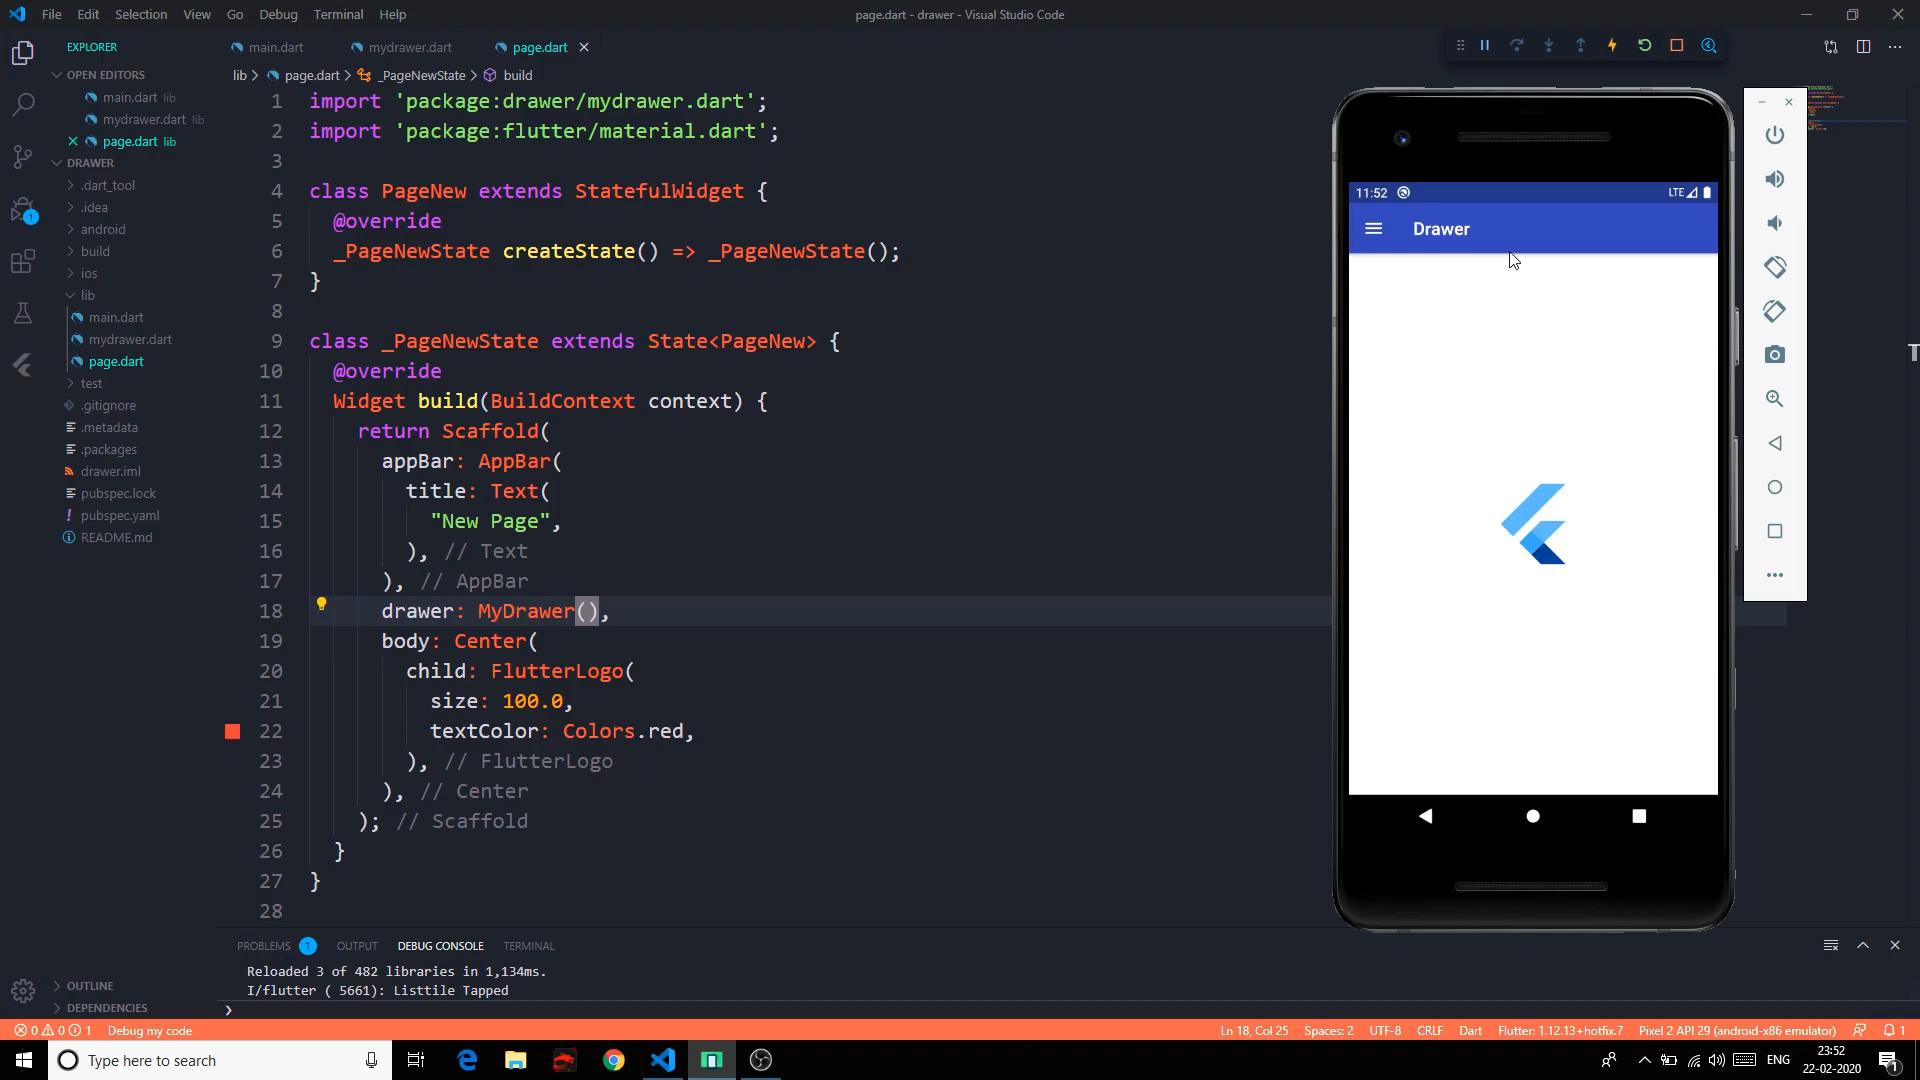 File Edit Selection View Go Debug Terminal Help
page.dart - drawer - Visual Studio Code
EXPLORER
OPEN EDITORS
main.dart lib
mydrawer.dart lib
page.dart lib
DRAWER
.dart_tool
.idea
android
build
ios
lib
main.dart
mydrawer.dart
page.dart
test
.gitignore
.metadata
.packages
drawer.iml
pubspec.lock
pubspec.yaml
README.md
OUTLINE
DEPENDENCIES
main.dart mydrawer.dart page.dart
lib > page.dart > _PageNewState > build
1 import 'package:drawer/mydrawer.dart';
2 import 'package:flutter/material.dart';
3
4 class PageNew extends StatefulWidget {
5 @override
6 _PageNewState createState() => _PageNewState();
7 }
8
9 class _PageNewState extends State<PageNew> {
10 @override
11 Widget build(BuildContext context) {
12 return Scaffold(
13 appBar: AppBar(
14 title: Text(
15 "New Page",
16 ), // Text
17 ), // AppBar
18 drawer: MyDrawer(),
19 body: Center(
20 child: FlutterLogo(
21 size: 100.0,
22 textColor: Colors.red,
23 ), // FlutterLogo
24 ), // Center
25 ); // Scaffold
26 }
27 }
28
11:52 LTE
Drawer
PROBLEMS 1 OUTPUT DEBUG CONSOLE TERMINAL
Reloaded 3 of 482 libraries in 1,134ms.
I/flutter ( 5661): Listtile Tapped
0 0 1 Debug my code
Ln 18, Col 25 Spaces: 2 UTF-8 CRLF Dart Flutter: 1.12.13+hotfix.7 Pixel 2 API 29 (android-x86 emulator) 1
Type here to search
ENG
23:52
22-02-2020
1